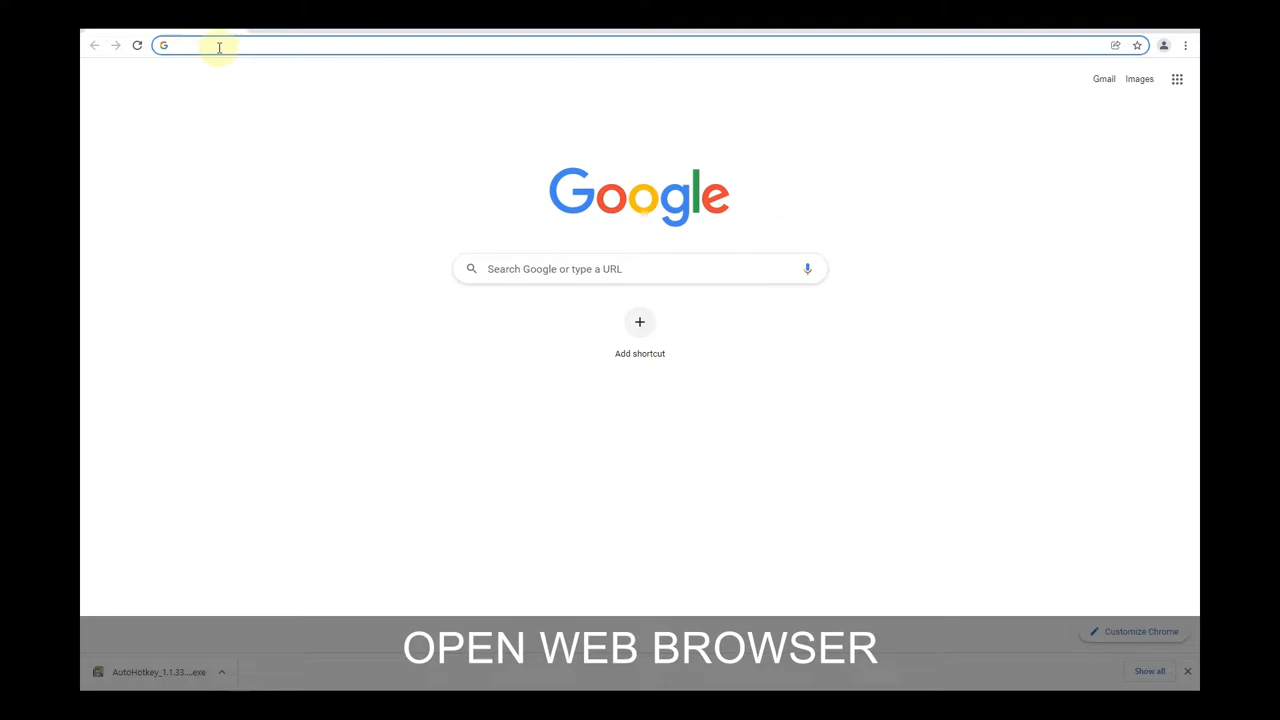 Gmail Images
Google
Search Google or type a URL
Add shortcut
Customize Chrome
OPEN WEB BROWSER
AutoHotkey_1.1.33....exe
Show all